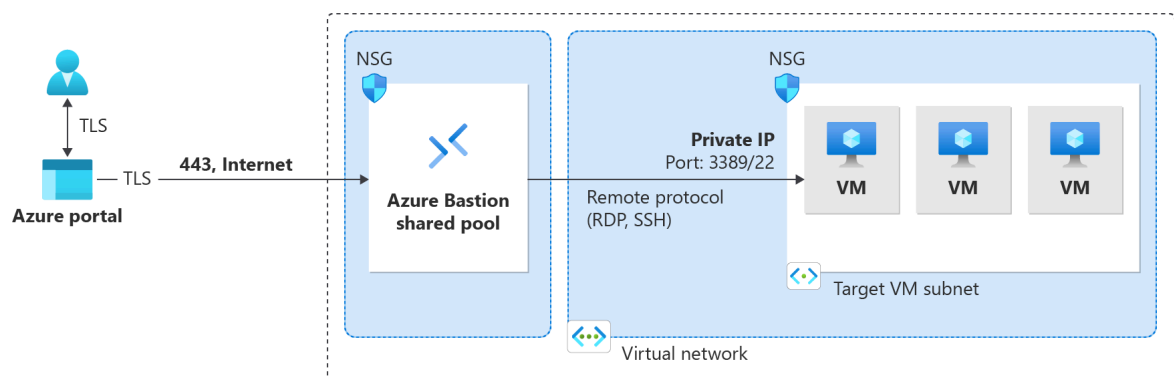 TLS
Azure portal
TLS
443, Internet
NSG
Azure Bastion
shared pool
Private IP
Port: 3389/22
Remote protocol
(RDP, SSH)
NSG
VM
VM
VM
Target VM subnet
Virtual network